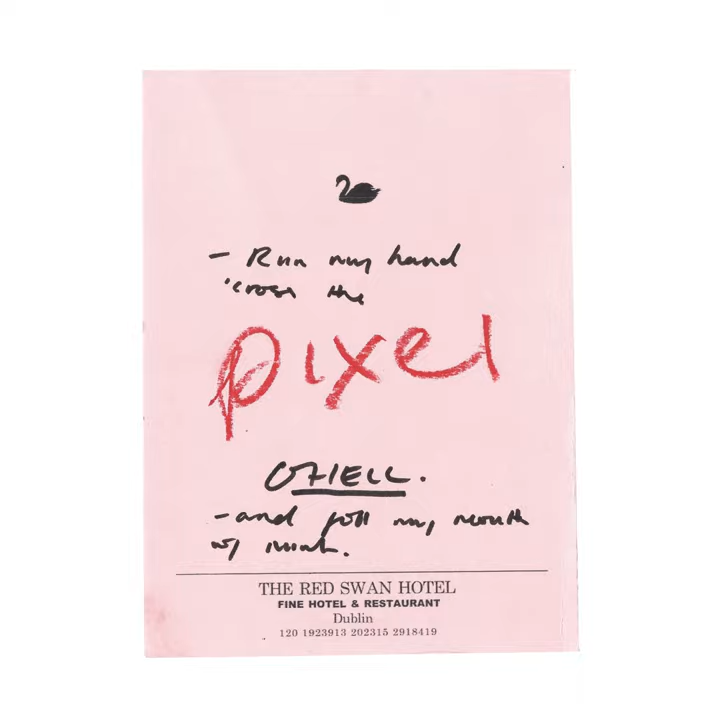 - Run my hand
'cross the
pixel
- and fill my mouth
w/
THE RED SWAN HOTEL
FINE HOTEL & RESTAURANT
Dublin
120 1923913 202315 2918419